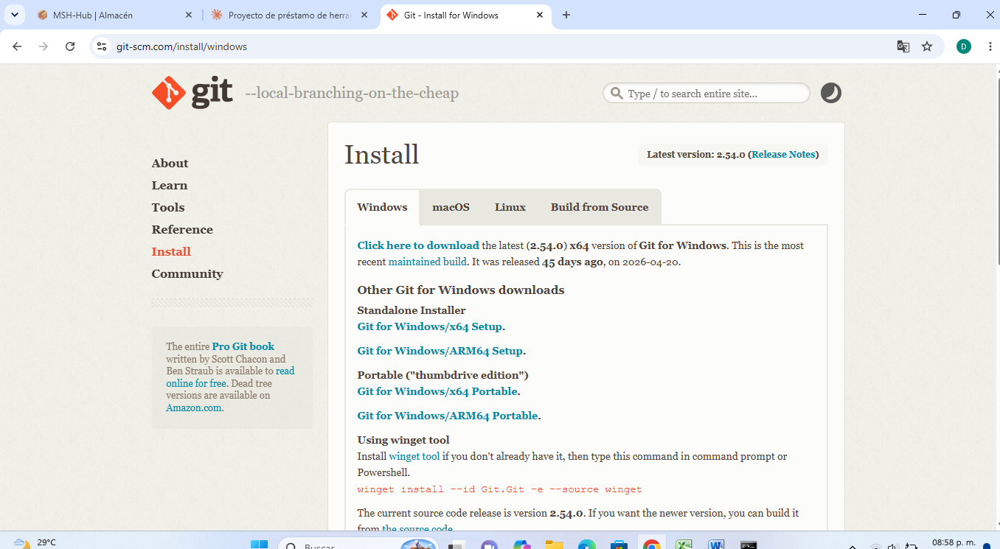 MSH-Hub | Almacén
Proyecto de préstamo de herra
Git - Install for Windows
git-scm.com/install/windows
D
git
--local-branching-on-the-cheap
Type / to search entire site...
About
Learn
Tools
Reference
Install
Community
The entire Pro Git book
written by Scott Chacon and
Ben Straub is available to read
online for free. Dead tree
versions are available on
Amazon.com.
Install
Latest version: 2.54.0 (Release Notes)
Windows
macOS
Linux
Build from Source
Click here to download the latest (2.54.0) x64 version of Git for Windows. This is the most
recent maintained build. It was released 45 days ago, on 2026-04-20.
Other Git for Windows downloads
Standalone Installer
Git for Windows/x64 Setup.
Git for Windows/ARM64 Setup.
Portable ("thumbdrive edition")
Git for Windows/x64 Portable.
Git for Windows/ARM64 Portable.
Using winget tool
Install winget tool if you don't already have it, then type this command in command prompt or
Powershell.
winget install --id Git.Git -e --source winget
The current source code release is version 2.54.0. If you want the newer version, you can build it
from the source code.
29°C
Buscar
08:58 p. m.